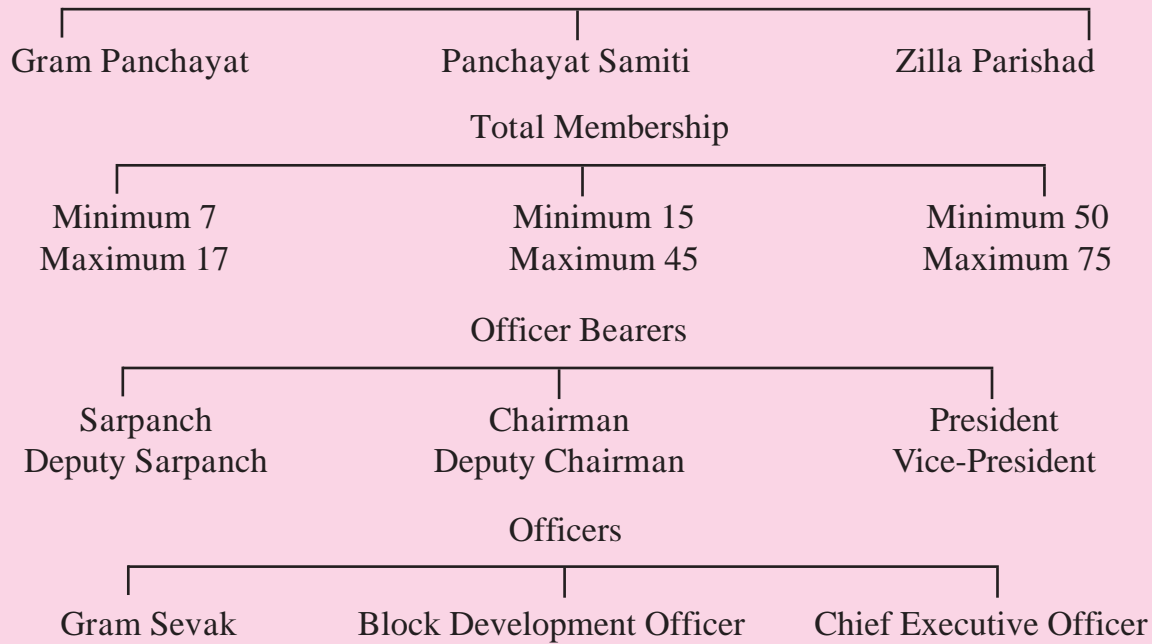 Gram Panchayat Panchayat Samiti Zilla Parishad
Total Membership
Minimum 7 Minimum 15 Minimum 50
Maximum 17 Maximum 45 Maximum 75
Officer Bearers
Sarpanch Chairman President
Deputy Sarpanch Deputy Chairman Vice-President
Officers
Gram Sevak Block Development Officer Chief Executive Officer